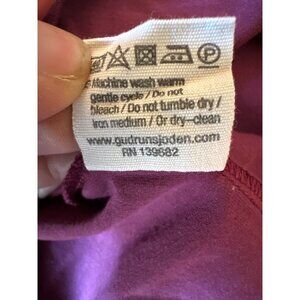 P
Machine wash warm
gentle cycle / Do not
bleach / Do not tumble dry /
Iron medium / Or dry-clean
www.gudrunsjoden.com
RN 139682